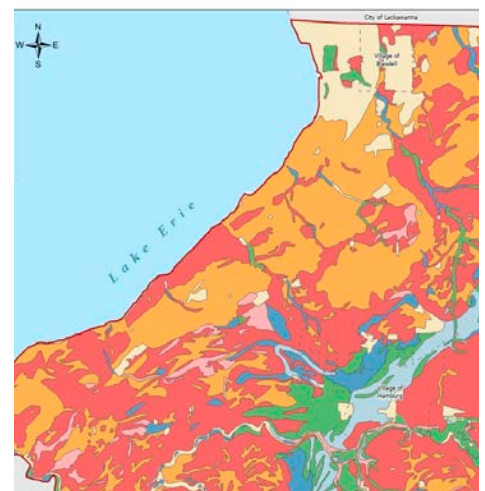 City of Lackawanna
N
W E
S
Village of
Blasdell
Lake Erie
Village of
Hamburg